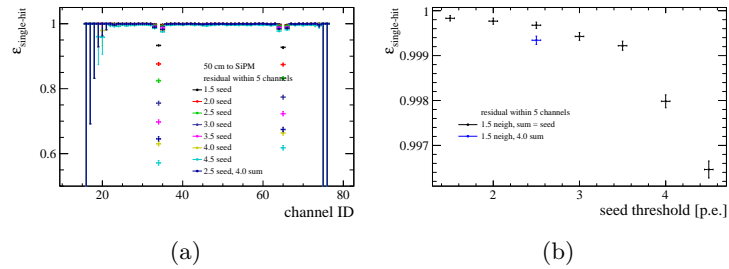 ε_single-hit
1
0.8
0.6
50 cm to SiPM
residual within 5 channels
1.5 seed
2.0 seed
2.5 seed
3.0 seed
3.5 seed
4.0 seed
4.5 seed
2.5 seed, 4.0 sum
20 40 60 80
channel ID
(a)
ε_single-hit
1
0.999
0.998
0.997
residual within 5 channels
1.5 neigh, sum = seed
1.5 neigh, 4.0 sum
2 3 4
seed threshold [p.e.]
(b)